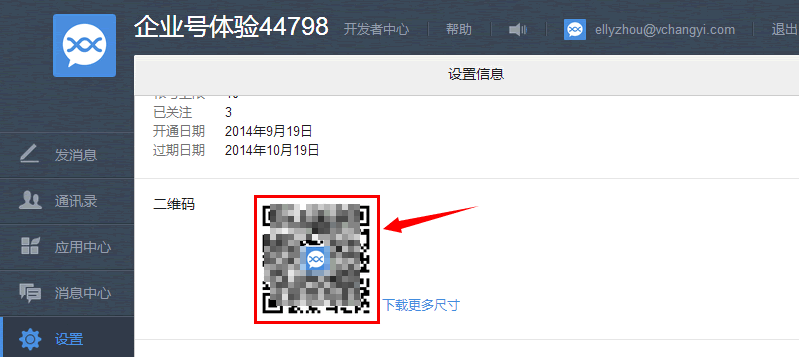 企业号体验44798
开发者中心
帮助
ellyzhou@vchangyi.com
退出
设置信息
已关注 3
开通日期 2014年9月19日
过期日期 2014年10月19日
发消息
通讯录
应用中心
消息中心
设置
二维码
下载更多尺寸